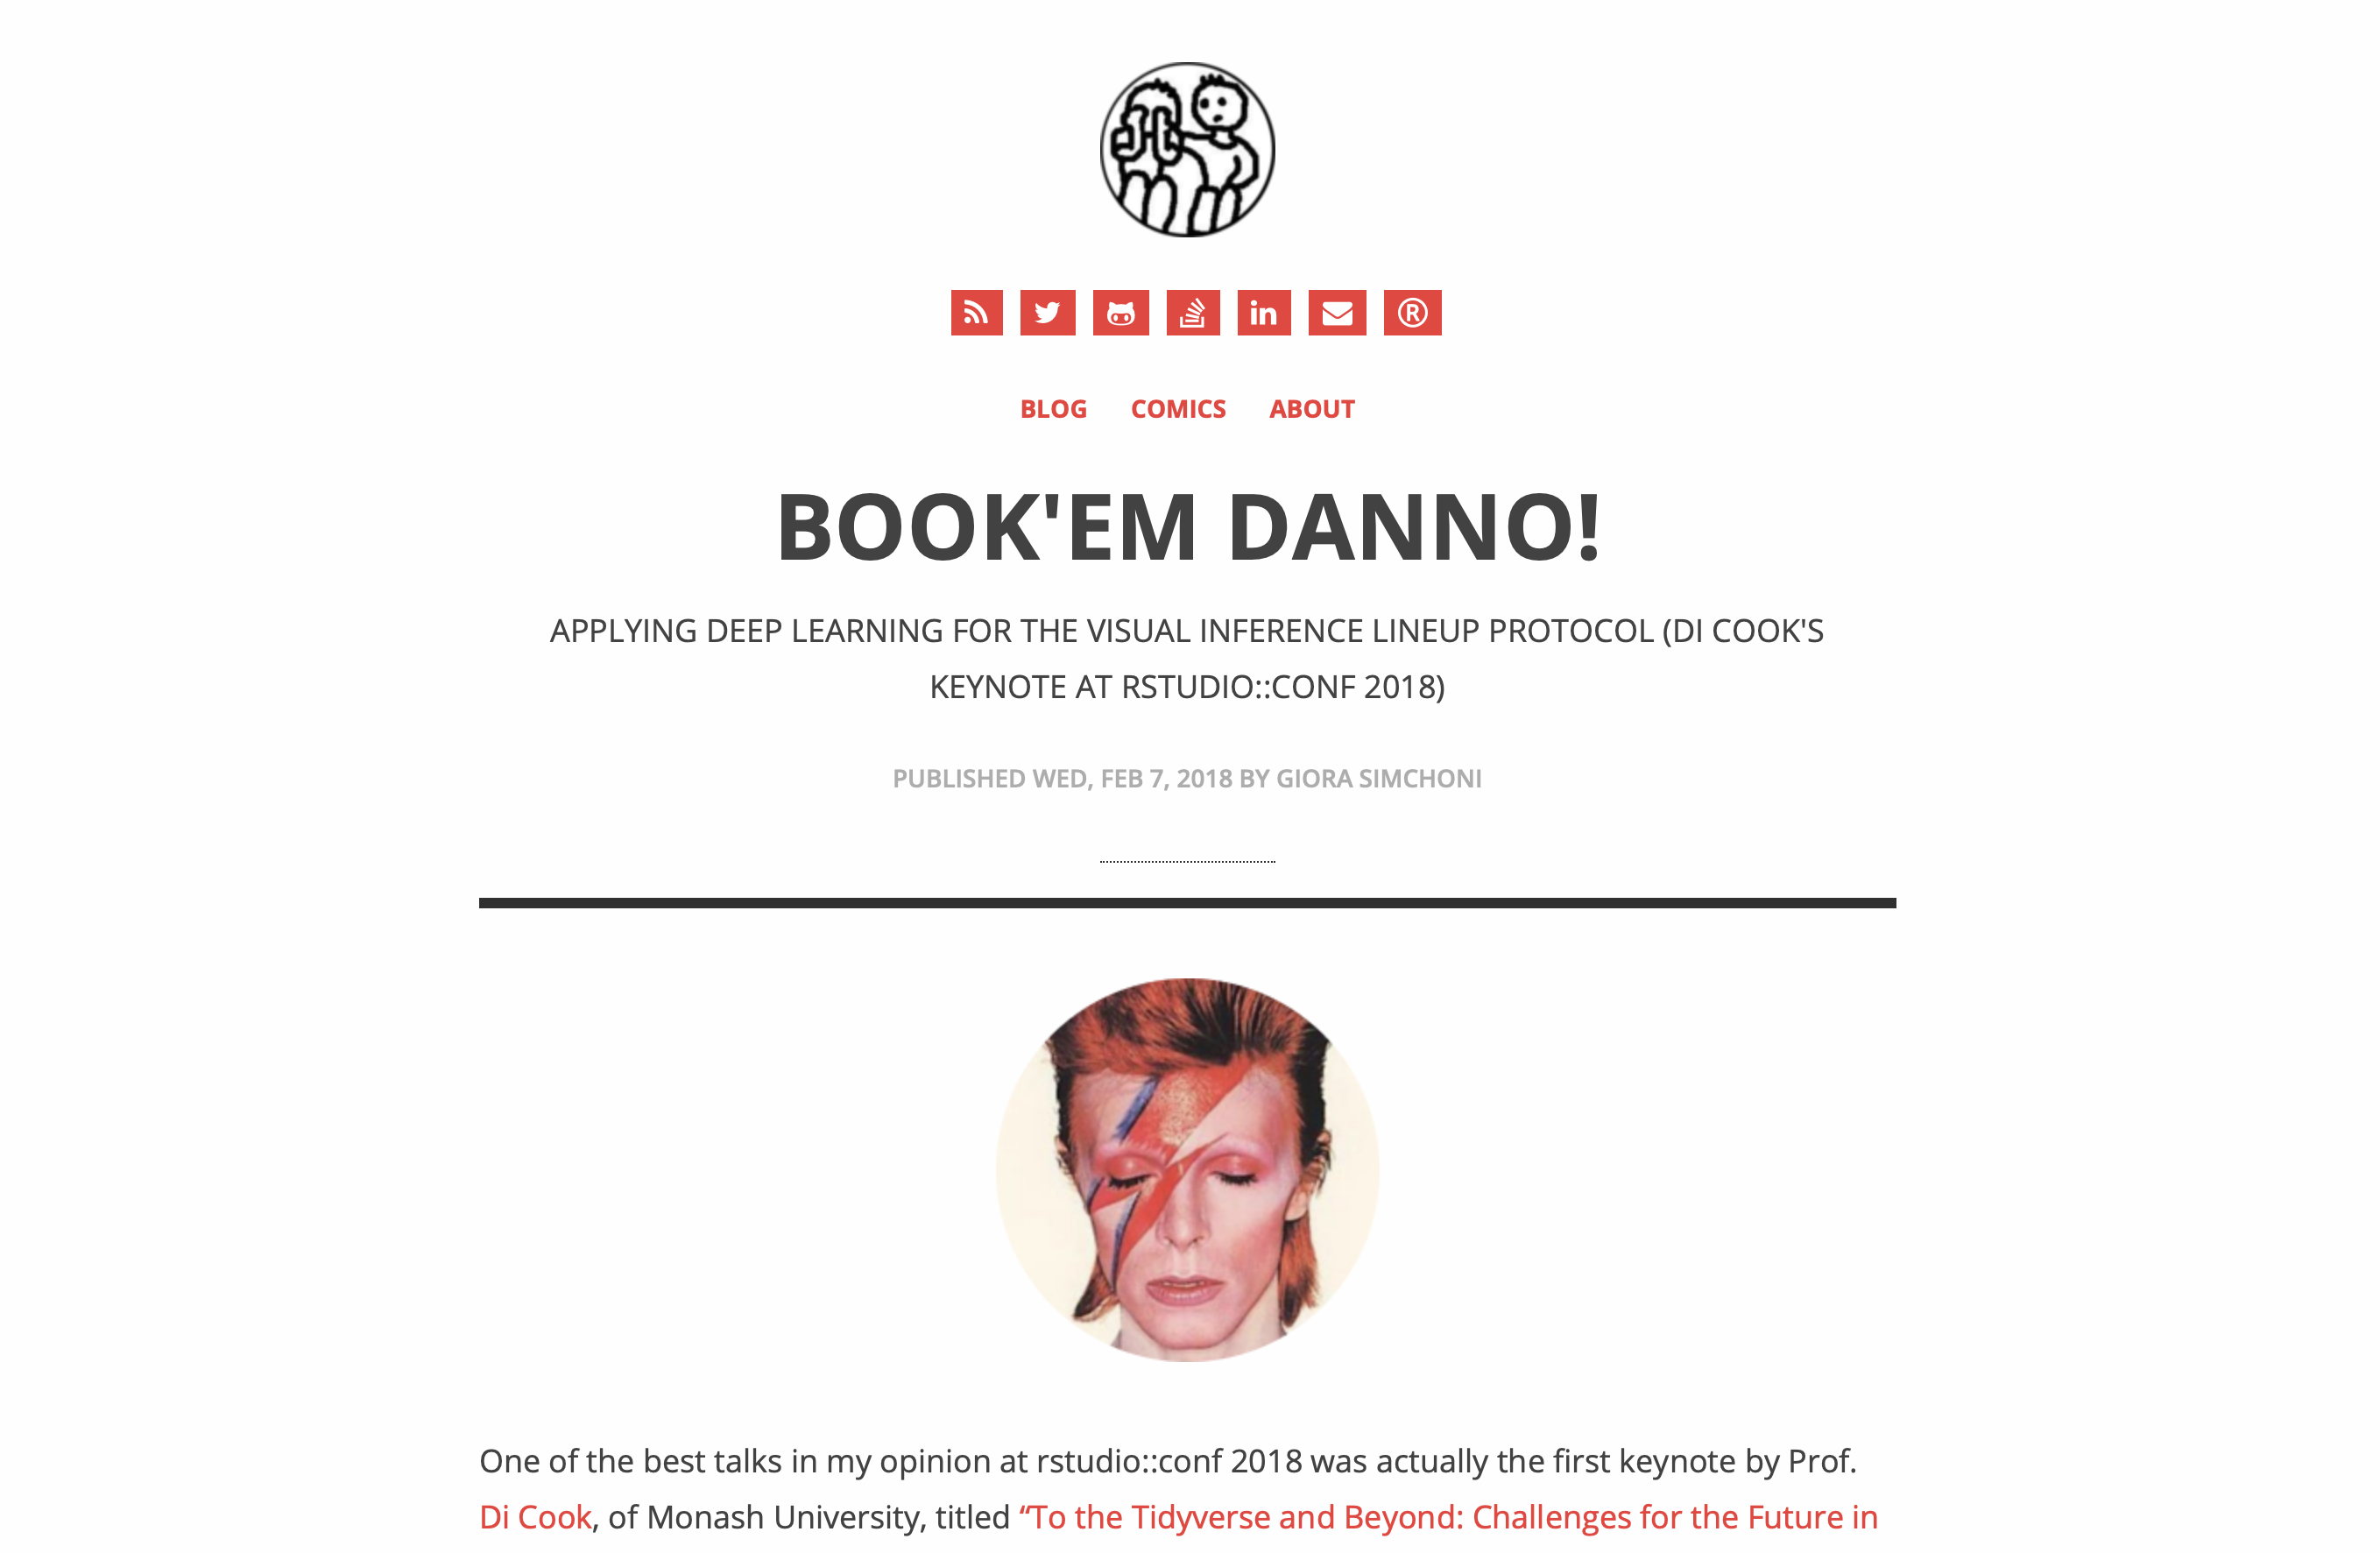 BLOG COMICS ABOUT
BOOK'EM DANNO!
APPLYING DEEP LEARNING FOR THE VISUAL INFERENCE LINEUP PROTOCOL (DI COOK'S
KEYNOTE AT RSTUDIO::CONF 2018)
PUBLISHED WED, FEB 7, 2018 BY GIORA SIMCHONI
One of the best talks in my opinion at rstudio::conf 2018 was actually the first keynote by Prof.
Di Cook, of Monash University, titled “To the Tidyverse and Beyond: Challenges for the Future in